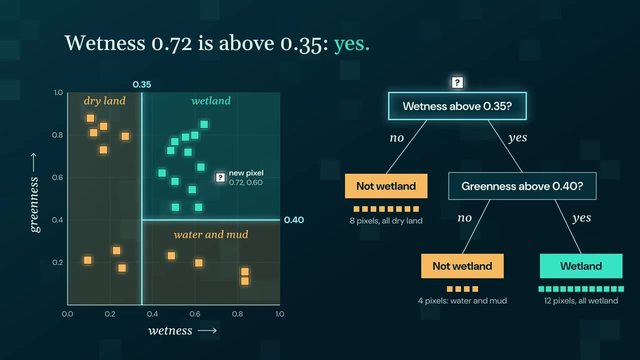 Wetness 0.72 is above 0.35: yes.
0.35
1.0
dry land
wetland
0.8
0.6
?
new pixel
0.72, 0.60
greenness →
0.4
0.40
water and mud
0.2
0.0
0.2
0.4
0.6
0.8
1.0
wetness →
?
Wetness above 0.35?
no
yes
Not wetland
8 pixels, all dry land
Greenness above 0.40?
no
yes
Not wetland
4 pixels: water and mud
Wetland
12 pixels, all wetland